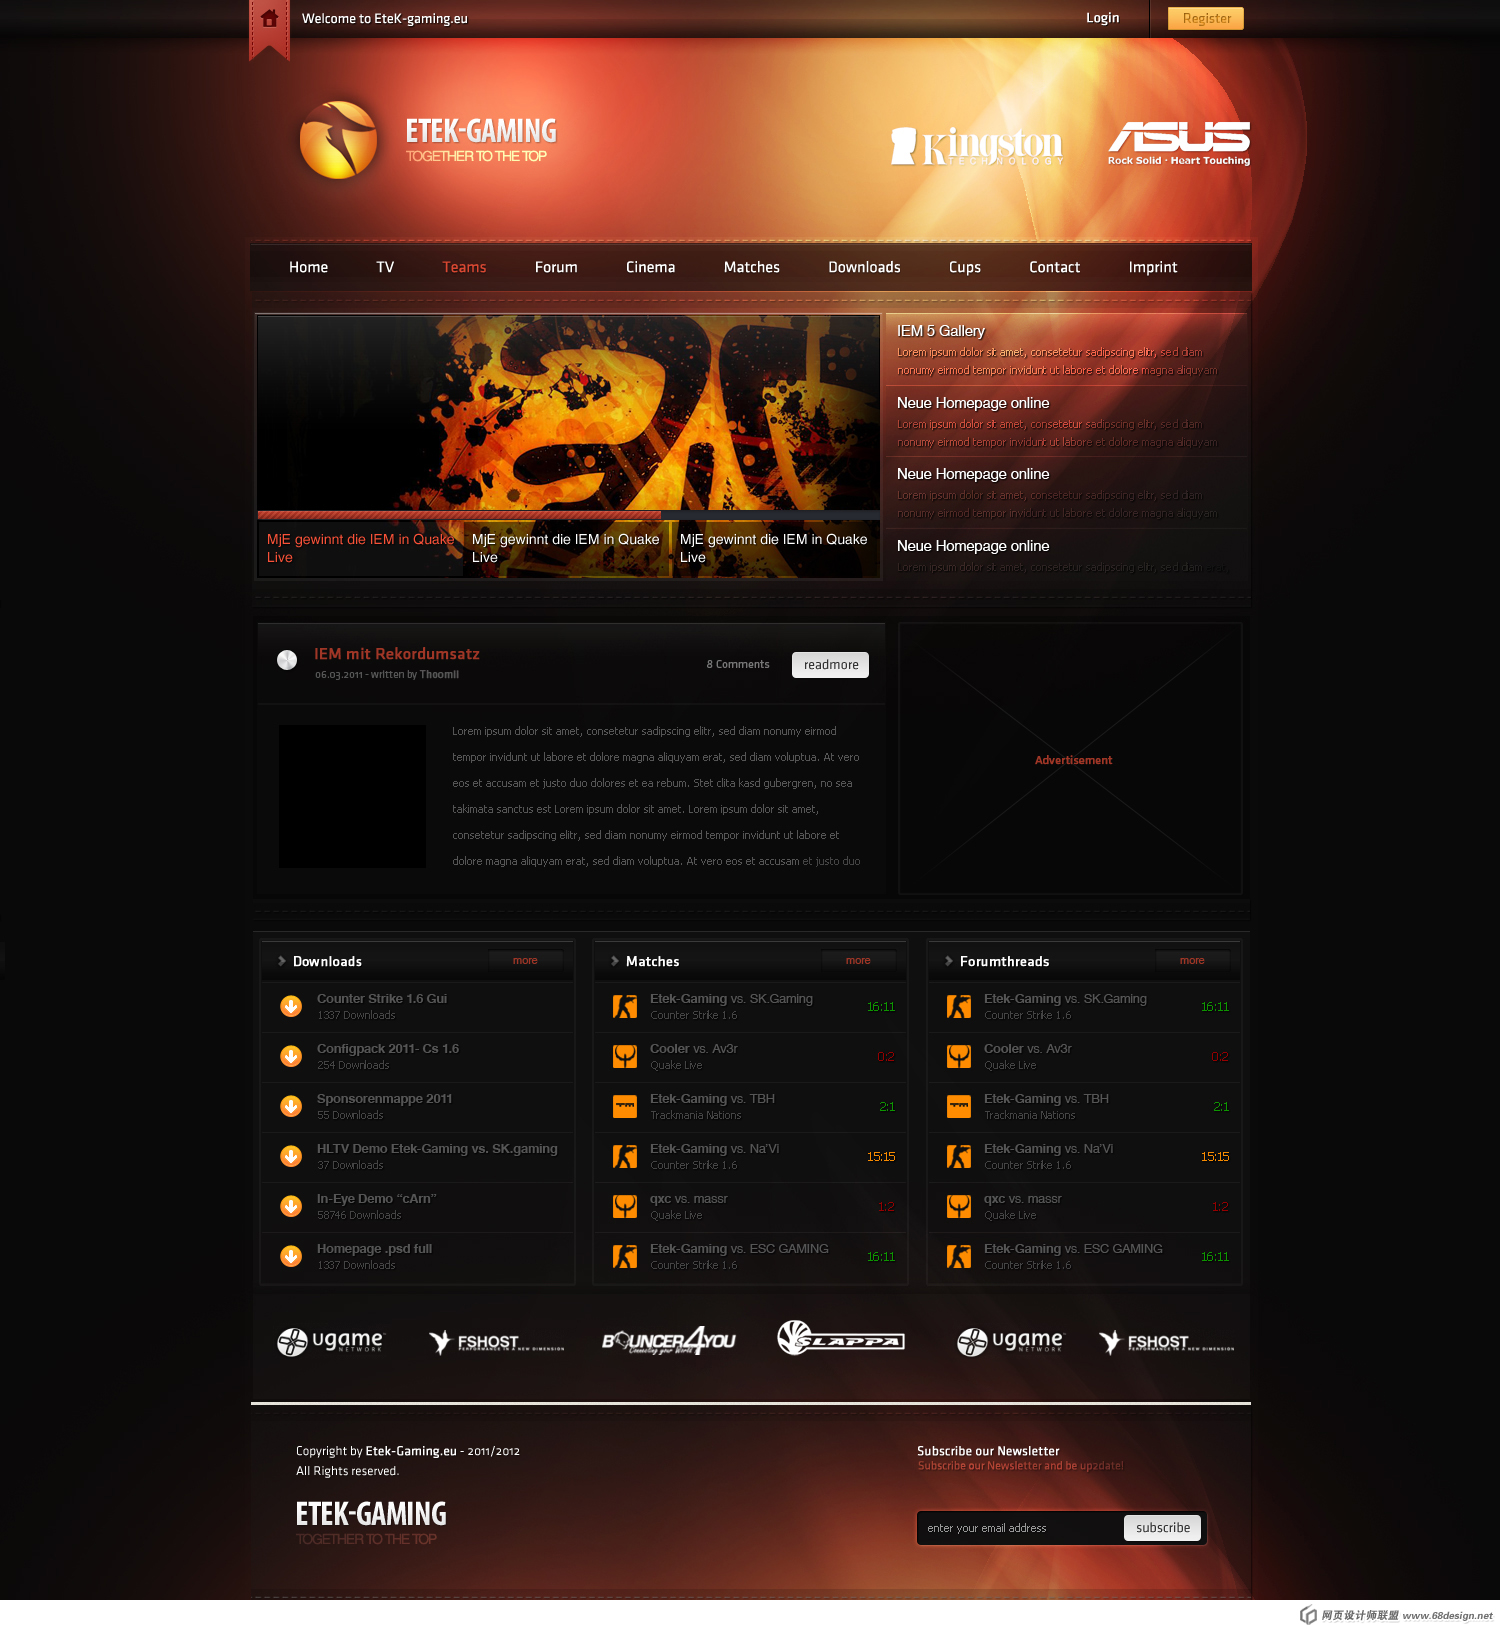 Welcome to EteK-gaming.eu
Login
Register
ETEK-GAMING
TOGETHER TO THE TOP
Kingston
TECHNOLOGY
ASUS
Rock Solid · Heart Touching
Home
TV
Teams
Forum
Cinema
Matches
Downloads
Cups
Contact
Imprint
MjE gewinnt die IEM in Quake
Live
MjE gewinnt die IEM in Quake
Live
MjE gewinnt die IEM in Quake
Live
IEM 5 Gallery
Lorem ipsum dolor sit amet, consetetur sadipscing elitr, sed diam
nonumy eirmod tempor invidunt ut labore et dolore magna aliquyam
Neue Homepage online
Lorem ipsum dolor sit amet, consetetur sadipscing elitr, sed diam
nonumy eirmod tempor invidunt ut labore et dolore magna aliquyam
Neue Homepage online
Lorem ipsum dolor sit amet, consetetur sadipscing elitr, sed diam
nonumy eirmod tempor invidunt ut labore et dolore magna aliquyam
Neue Homepage online
Lorem ipsum dolor sit amet, consetetur sadipscing elitr, sed diam
IEM mit Rekordumsatz
06.03.2011 - written by Thoomii
8 Comments
readmore
Lorem ipsum dolor sit amet, consetetur sadipscing elitr, sed diam nonumy eirmod
tempor invidunt ut labore et dolore magna aliquyam erat, sed diam voluptua. At vero
eos et accusam et justo duo dolores et ea rebum. Stet clita kasd gubergren, no sea
takimata sanctus est Lorem ipsum dolor sit amet. Lorem ipsum dolor sit amet,
consetetur sadipscing elitr, sed diam nonumy eirmod tempor invidunt ut labore et
dolore magna aliquyam erat, sed diam voluptua. At vero eos et accusam et justo duo
Advertisement
Downloads
more
Counter Strike 1.6 Gui
1337 Downloads
Configpack 2011- Cs 1.6
254 Downloads
Sponsorenmappe 2011
55 Downloads
HLTV Demo Etek-Gaming vs. SK.gaming
37 Downloads
In-Eye Demo “cArn”
58746 Downloads
Homepage .psd full
1337 Downloads
Matches
more
Etek-Gaming vs. SK.Gaming
Counter Strike 1.6
16:11
Cooler vs. Av3r
Quake Live
0:2
Etek-Gaming vs. TBH
Trackmania Nations
2:1
Etek-Gaming vs. Na'Vi
Counter Strike 1.6
15:15
qxc vs. massr
Quake Live
1:2
Etek-Gaming vs. ESC GAMING
Counter Strike 1.6
16:11
Forumthreads
more
Etek-Gaming vs. SK.Gaming
Counter Strike 1.6
16:11
Cooler vs. Av3r
Quake Live
0:2
Etek-Gaming vs. TBH
Trackmania Nations
2:1
Etek-Gaming vs. Na'Vi
Counter Strike 1.6
15:15
qxc vs. massr
Quake Live
1:2
Etek-Gaming vs. ESC GAMING
Counter Strike 1.6
16:11
ugame
NETWORK
FSHOST
PERFORMANCE IN A NEW DIMENSION
BOUNCER4YOU
Connecting your World
SLAPPA
ugame
NETWORK
FSHOST
PERFORMANCE IN A NEW DIMENSION
Copyright by Etek-Gaming.eu - 2011/2012
All Rights reserved.
ETEK-GAMING
TOGETHER TO THE TOP
Subscribe our Newsletter
Subscribe our Newsletter and be up2date!
enter your email address
subscribe
网页设计师联盟 www.68design.net